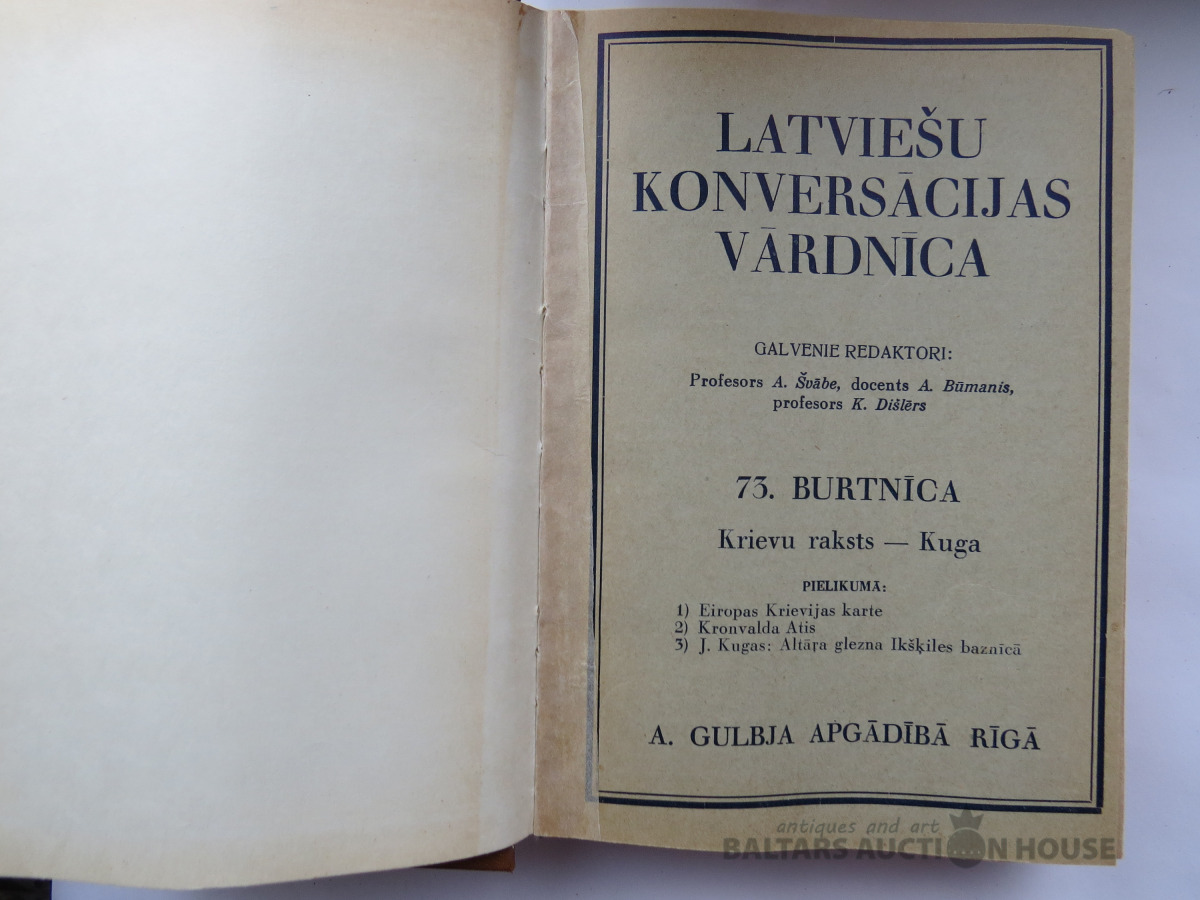 LATVIEŠU
KONVERSĀCIJAS
VĀRDNĪCA
GALVENIE REDAKTORI:
Profesors A. Švābe, docents A. Būmanis,
profesors K. Dišlērs
73. BURTNĪCA
Krievu raksts — Kuga
PIELIKUMĀ:
1) Eiropas Krievijas karte
2) Kronvalda Atis
3) J. Kugas: Altāŗa glezna Ikšķiles baznīcā
A. GULBJA APGĀDĪBĀ RĪGĀ
antiques and art
BALTARS AUCTION HOUSE